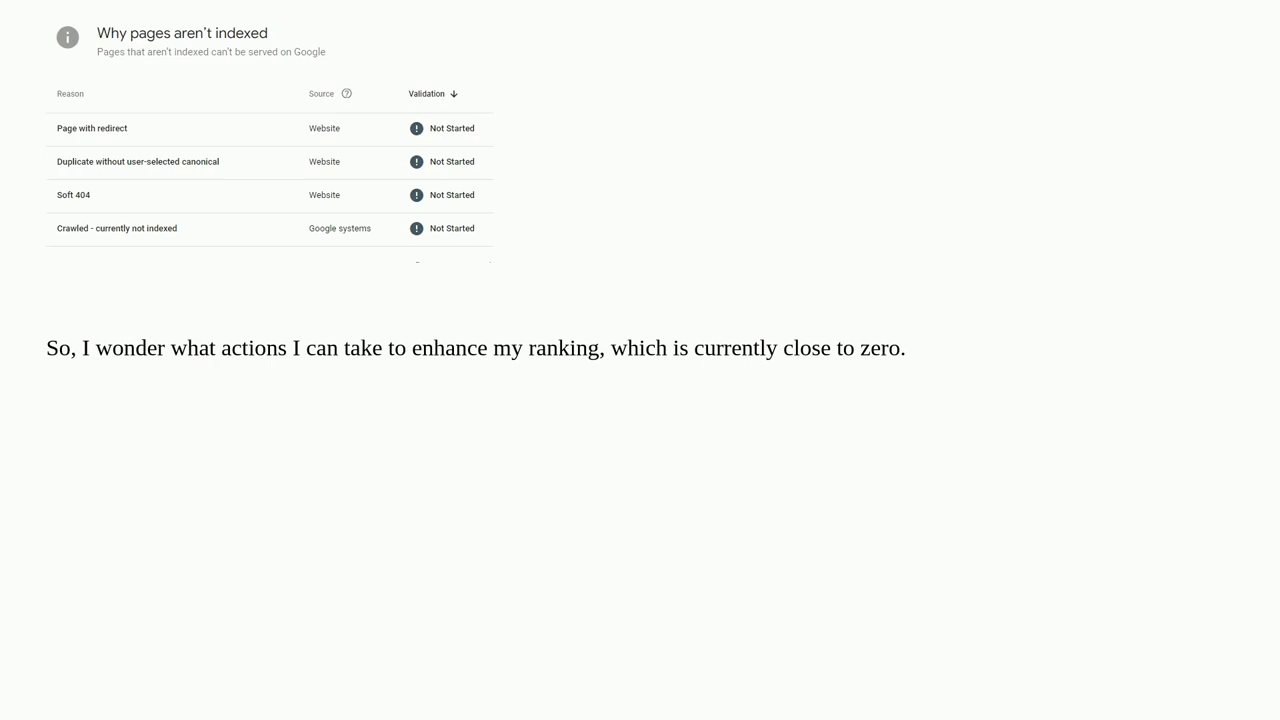 Why pages aren't indexed
Pages that aren't indexed can't be served on Google
Reason Source Validation
Page with redirect Website Not Started
Duplicate without user-selected canonical Website Not Started
Soft 404 Website Not Started
Crawled - currently not indexed Google systems Not Started
So, I wonder what actions I can take to enhance my ranking, which is currently close to zero.